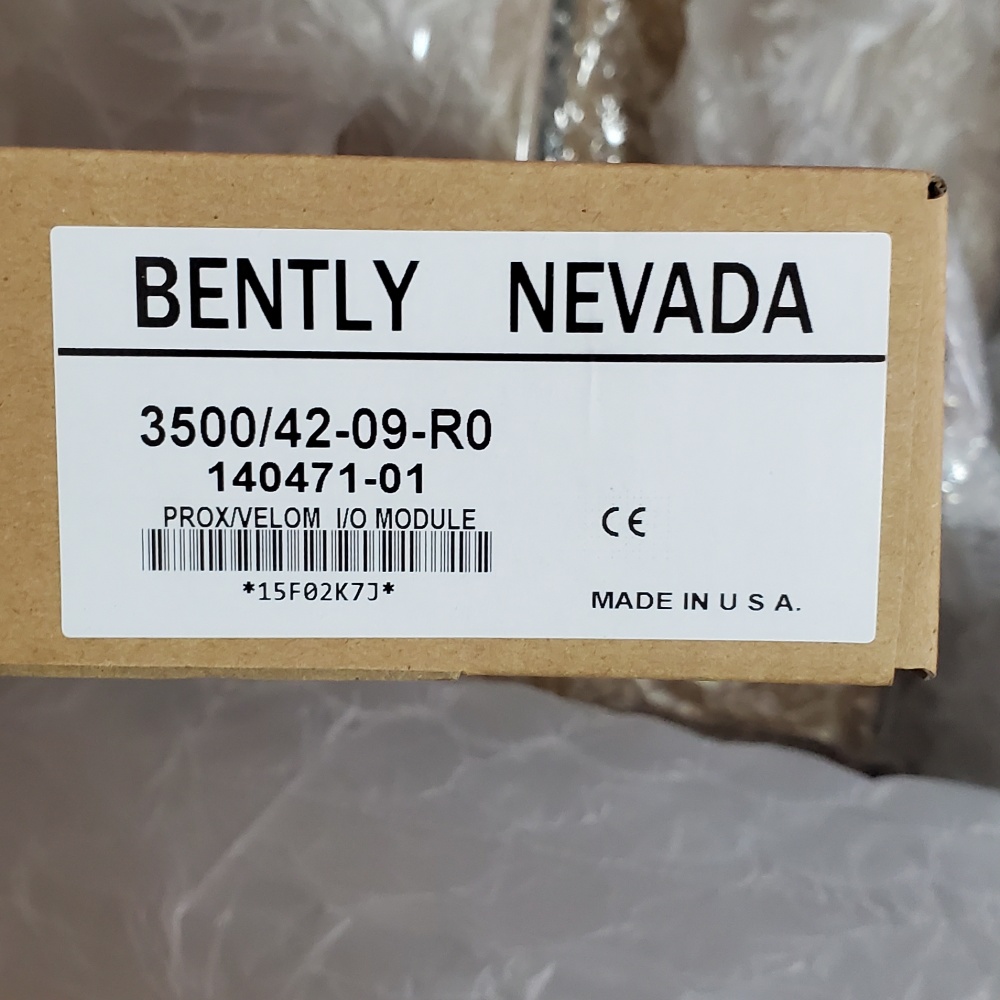 BENTLY NEVADA
3500/42-09-R0
140471-01
PROX/VELOM I/O MODULE
CE
*15F02K7J*
MADE IN U S A.